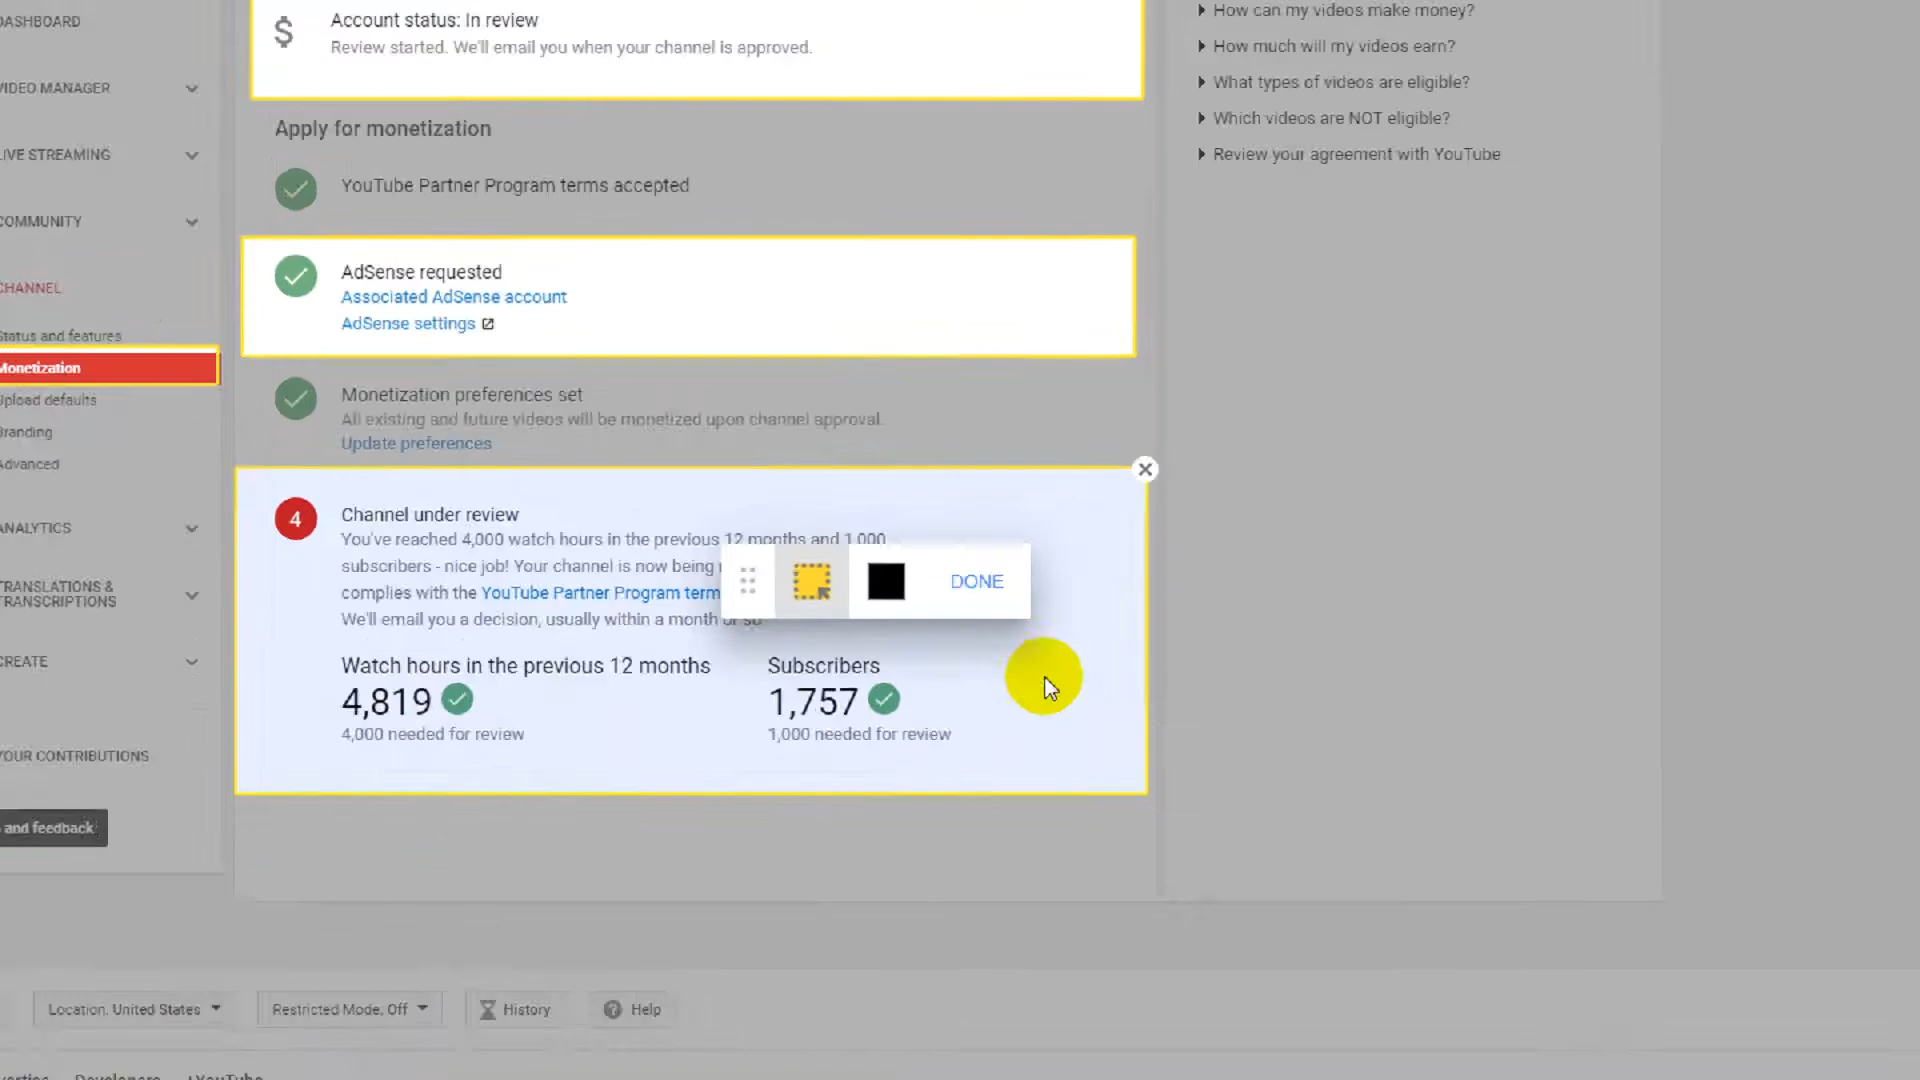 DASHBOARD
VIDEO MANAGER
LIVE STREAMING
COMMUNITY
CHANNEL
Status and features
Monetization
Upload defaults
Branding
Advanced
ANALYTICS
TRANSLATIONS &
TRANSCRIPTIONS
CREATE
YOUR CONTRIBUTIONS
and feedback
$
Account status: In review
Review started. We'll email you when your channel is approved.
Apply for monetization
YouTube Partner Program terms accepted
AdSense requested
Associated AdSense account
AdSense settings
Monetization preferences set
All existing and future videos will be monetized upon channel approval.
Update preferences
4
Channel under review
You've reached 4,000 watch hours in the previous 12 months and 1,000
subscribers - nice job! Your channel is now being
complies with the YouTube Partner Program term
We'll email you a decision, usually within a month or so.
DONE
Watch hours in the previous 12 months
4,819
4,000 needed for review
Subscribers
1,757
1,000 needed for review
How can my videos make money?
How much will my videos earn?
What types of videos are eligible?
Which videos are NOT eligible?
Review your agreement with YouTube
Location: United States
Restricted Mode: Off
History
Help
Developers
+YouTube